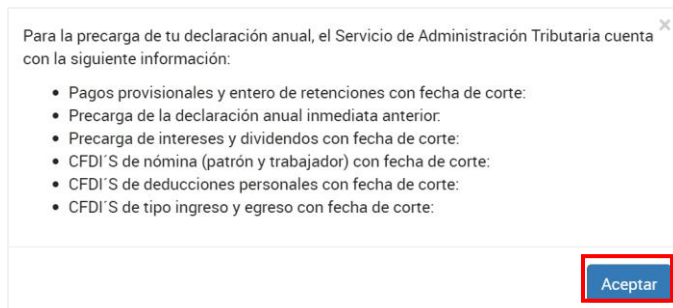 Para la precarga de tu declaración anual, el Servicio de Administración Tributaria cuenta ×
con la siguiente información:
• Pagos provisionales y entero de retenciones con fecha de corte:
• Precarga de la declaración anual inmediata anterior:
• Precarga de intereses y dividendos con fecha de corte:
• CFDI´S de nómina (patrón y trabajador) con fecha de corte:
• CFDI´S de deducciones personales con fecha de corte:
• CFDI´S de tipo ingreso y egreso con fecha de corte:
Aceptar